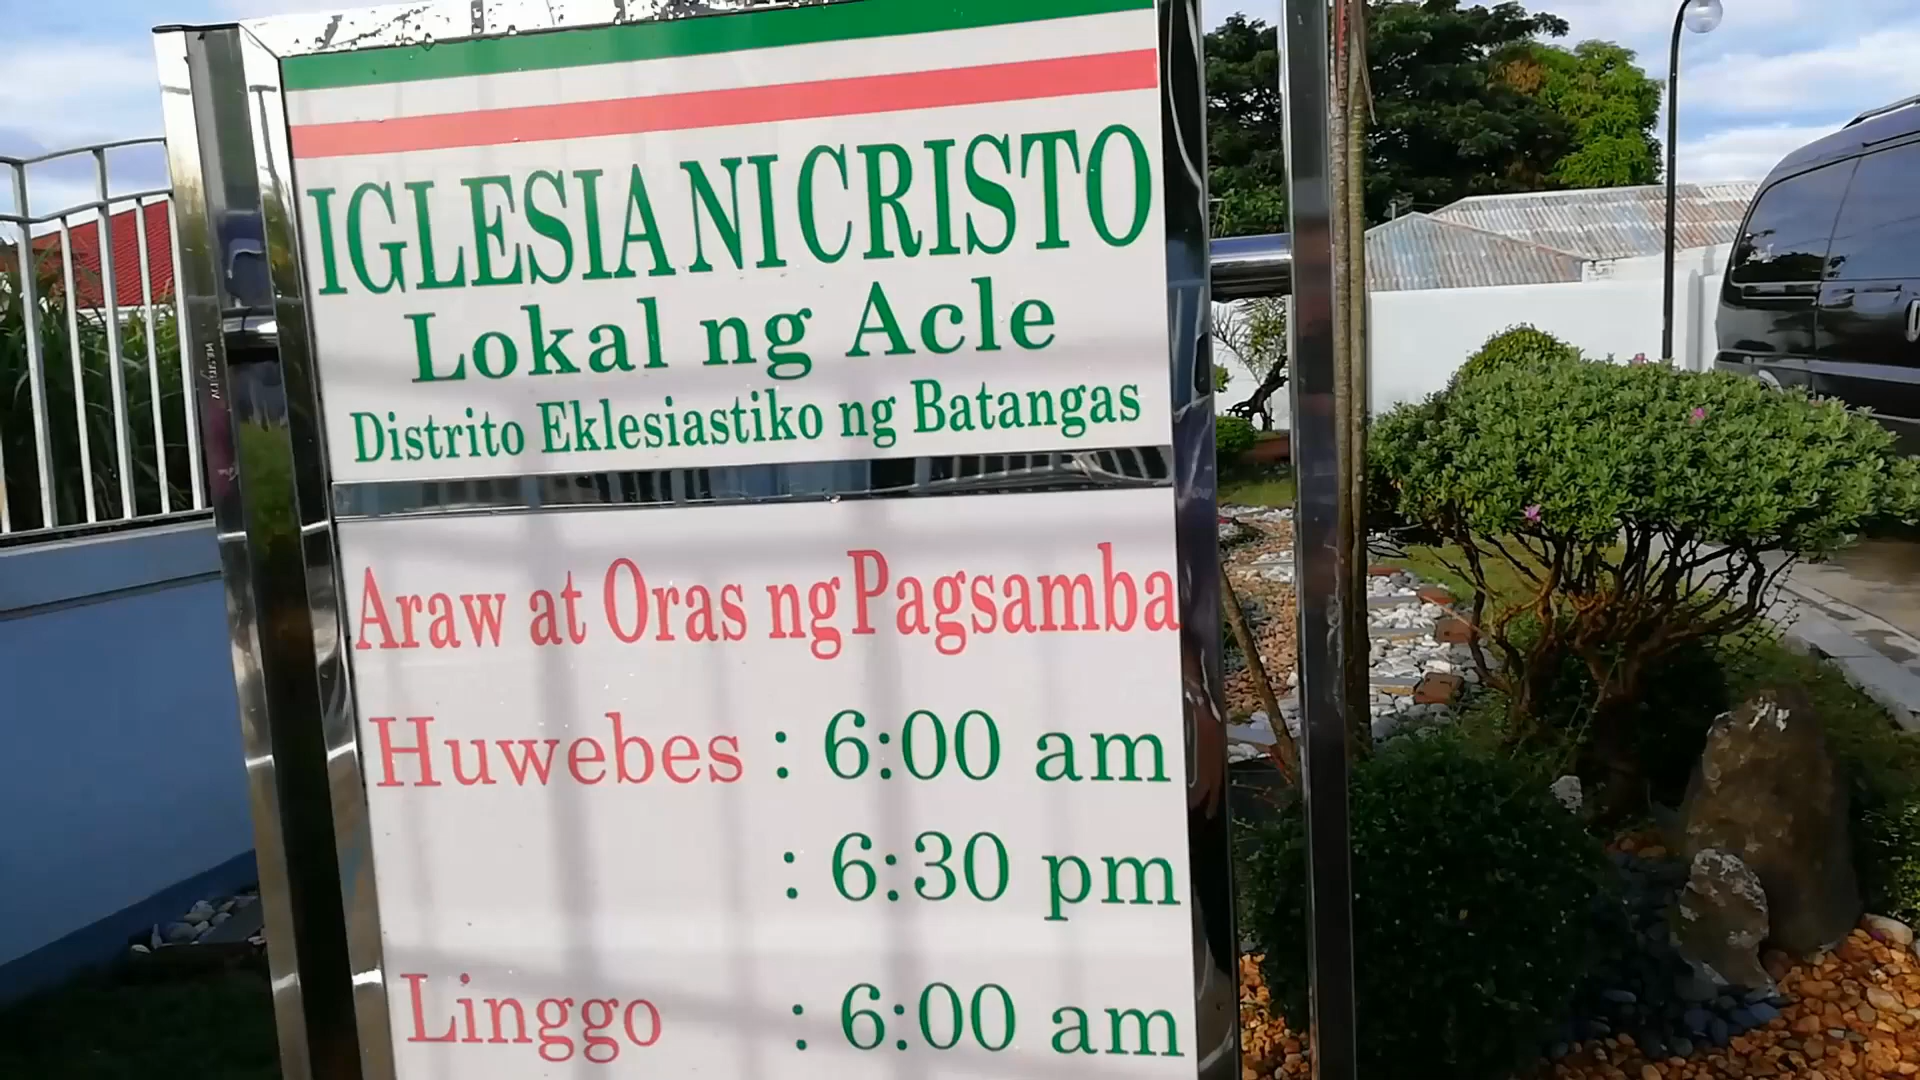 IGLESIA NI CRISTO
Lokal ng Acle
Distrito Eklesiastiko ng Batangas
Araw at Oras ng Pagsamba
Huwebes : 6:00 am
: 6:30 pm
Linggo : 6:00 am